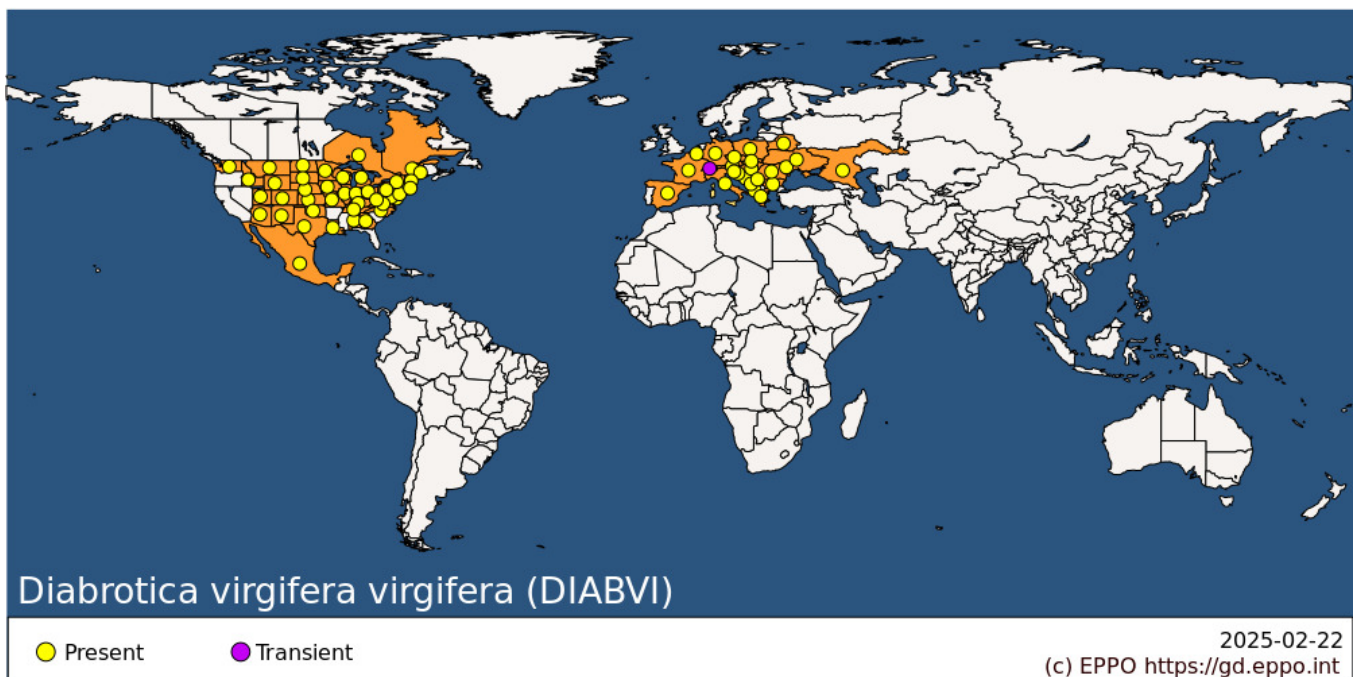 Diabrotica virgifera virgifera (DIABVI)
Present
Transient
2025-02-22
(c) EPPO https://gd.eppo.int